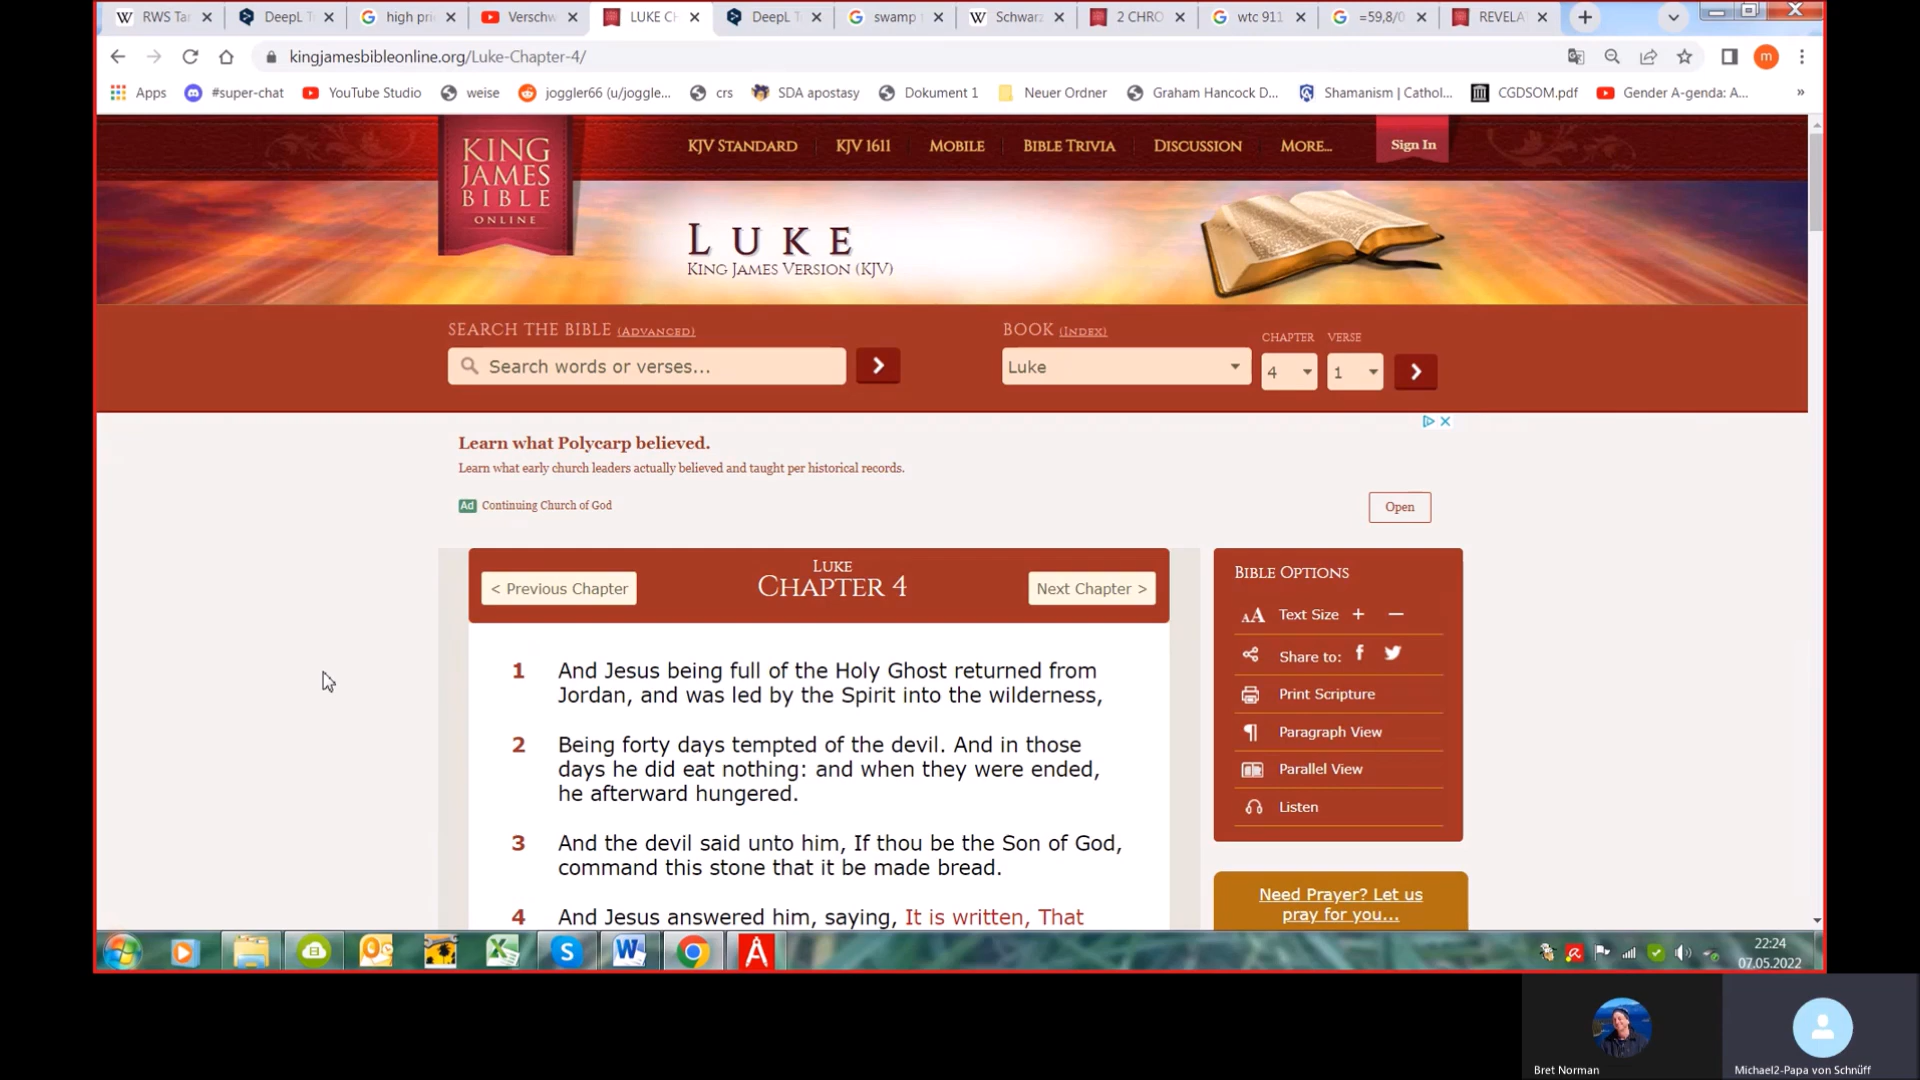 RWS Tar
DeepL T
high pri
Verschw
LUKE CH
DeepL T
swamp
Schwarz
2 CHRO
wtc 911
=59,8/0
REVELA
kingjamesbibleonline.org/Luke-Chapter-4/
m
Apps
#super-chat
YouTube Studio
weise
joggler66 (u/joggle...
crs
SDA apostasy
Dokument 1
Neuer Ordner
Graham Hancock D...
Shamanism | Cathol...
CGDSOM.pdf
Gender A-genda: A...
»
KING
JAMES
BIBLE
ONLINE
KJV STANDARD
KJV 1611
MOBILE
BIBLE TRIVIA
DISCUSSION
MORE...
Sign In
LUKE
KING JAMES VERSION (KJV)
SEARCH THE BIBLE (ADVANCED)
Search words or verses...
BOOK (INDEX)
CHAPTER
VERSE
Luke
4
1
Learn what Polycarp believed.
Learn what early church leaders actually believed and taught per historical records.
Ad Continuing Church of God
Open
< Previous Chapter
LUKE
CHAPTER 4
Next Chapter >
1 And Jesus being full of the Holy Ghost returned from
Jordan, and was led by the Spirit into the wilderness,
2 Being forty days tempted of the devil. And in those
days he did eat nothing: and when they were ended,
he afterward hungered.
3 And the devil said unto him, If thou be the Son of God,
command this stone that it be made bread.
4 And Jesus answered him, saying, It is written, That
BIBLE OPTIONS
AA Text Size + −
Share to:
Print Scripture
Paragraph View
Parallel View
Listen
Need Prayer? Let us
pray for you...
22:24
07.05.2022
Bret Norman
Michael2-Papa von Schnüff